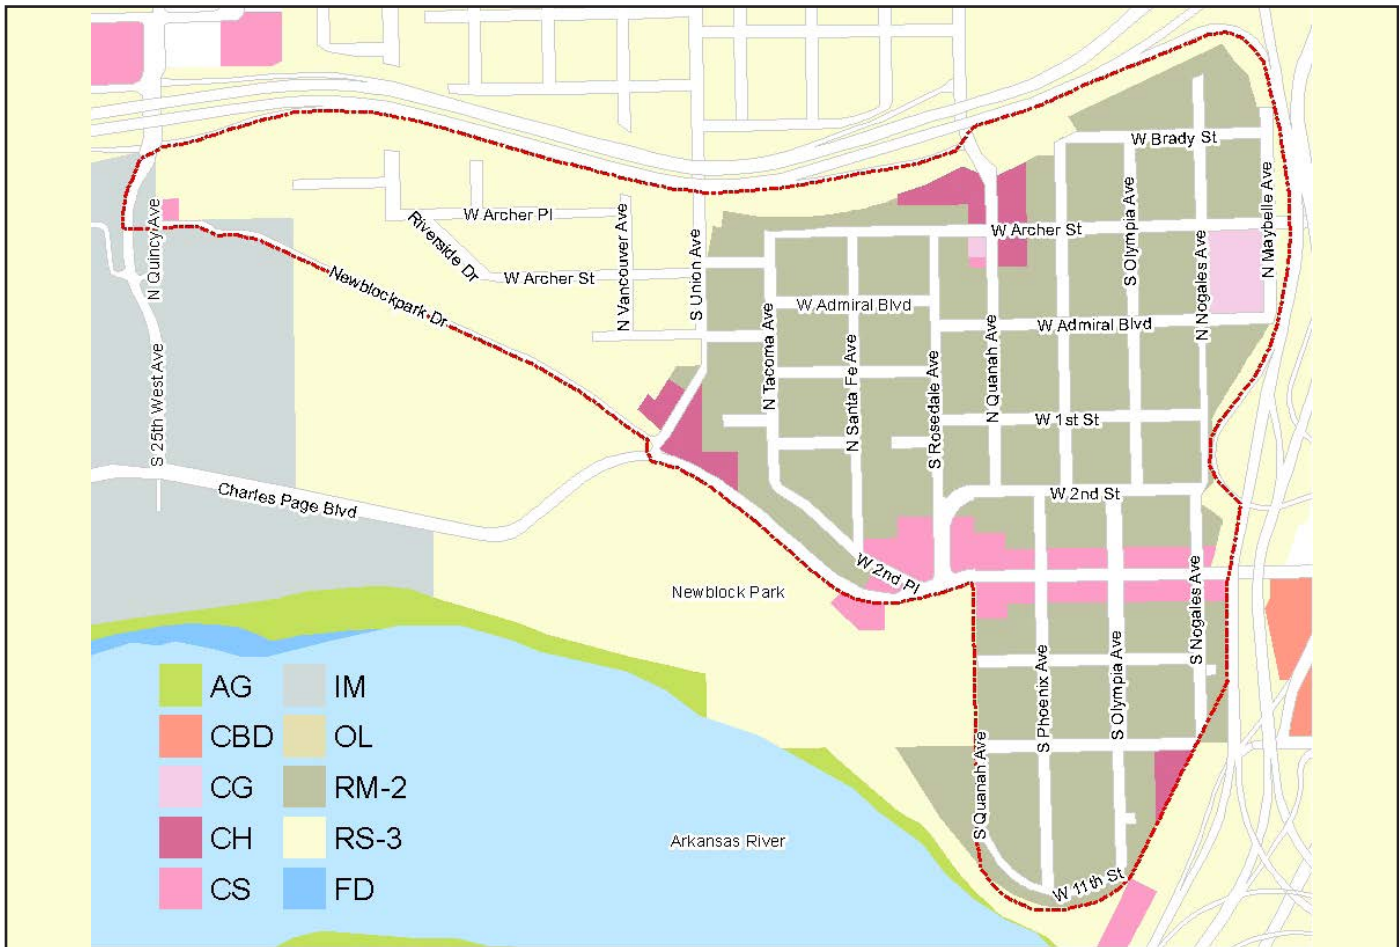 W Brady St
N Maybelle Ave
W Archer Pl
Riverside Dr
N Vancouver Ave
S Union Ave
W Archer St
W Archer St
S Olympia Ave
N Nogales Ave
N Quincy Ave
Newblockpark Dr
W Admiral Blvd
W Admiral Blvd
N Tacoma Ave
N Santa Fe Ave
S Rosedale Ave
N Quanah Ave
W 1st St
S 25th West Ave
Charles Page Blvd
W 2nd St
W 2nd Pl
Newblock Park
S Nogales Ave
S Phoenix Ave
S Olympia Ave
S Quanah Ave
W 11th St
Arkansas River
AG
IM
CBD
OL
CG
RM-2
CH
RS-3
CS
FD